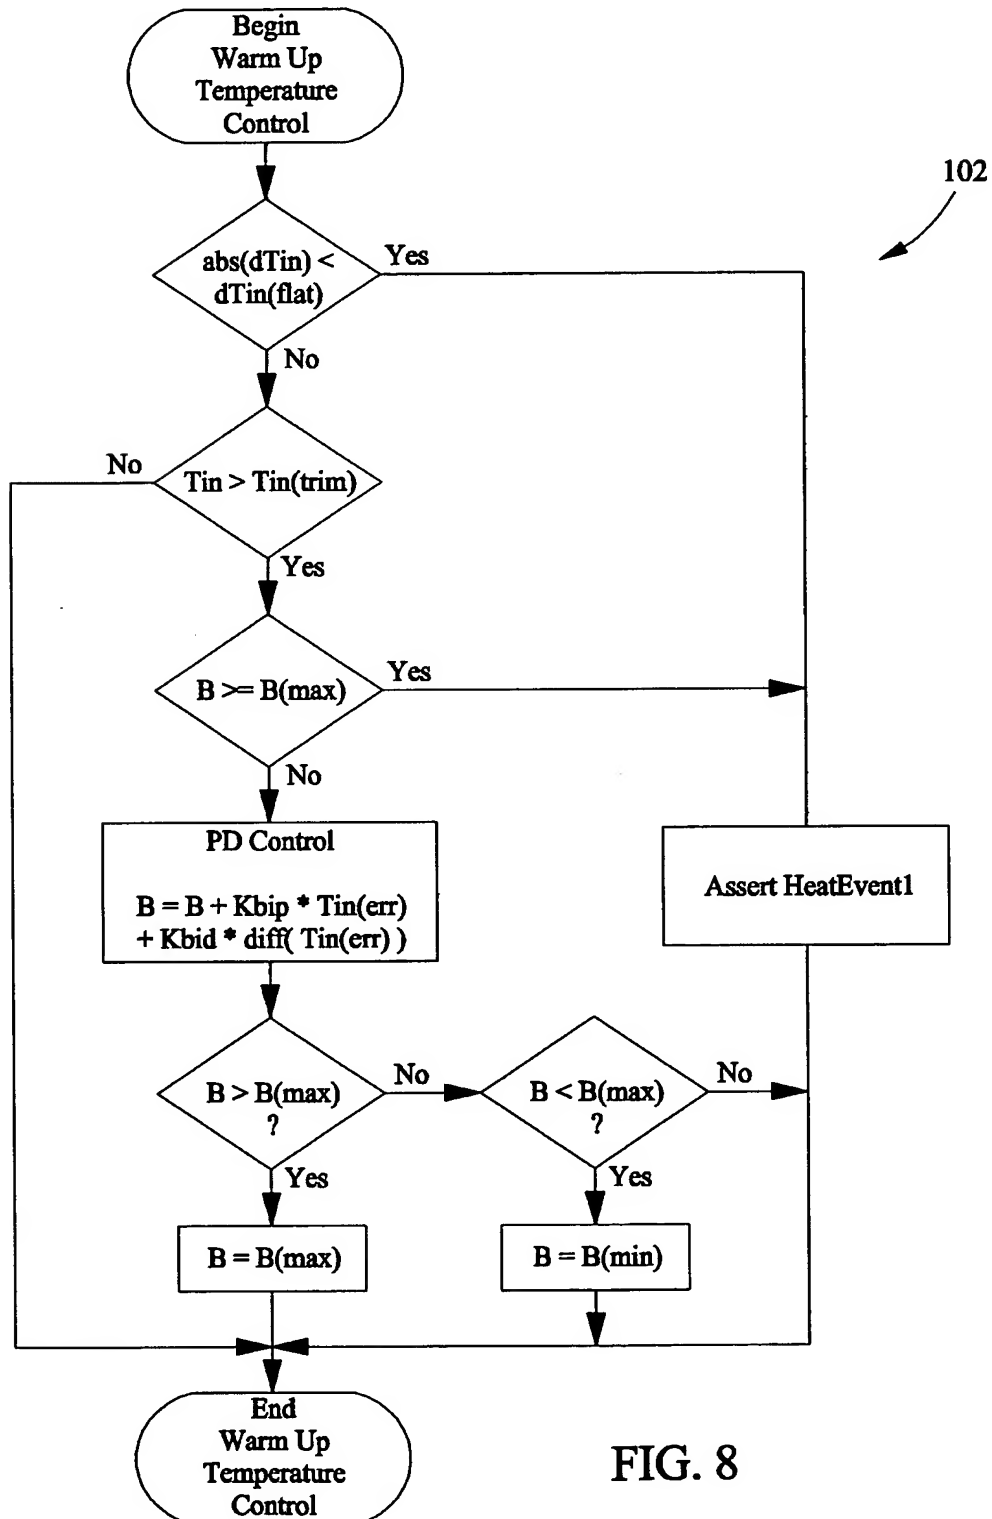 Begin
Warm Up
Temperature
Control
102
abs(dTin) <
dTin(flat)
Yes
No
No
Tin > Tin(trim)
Yes
B >= B(max)
Yes
No
PD Control
B = B + Kbip * Tin(err)
+ Kbid * diff( Tin(err) )
Assert HeatEvent1
B > B(max)
?
No
B < B(max)
?
No
Yes
Yes
B = B(max)
B = B(min)
End
Warm Up
Temperature
Control
FIG. 8